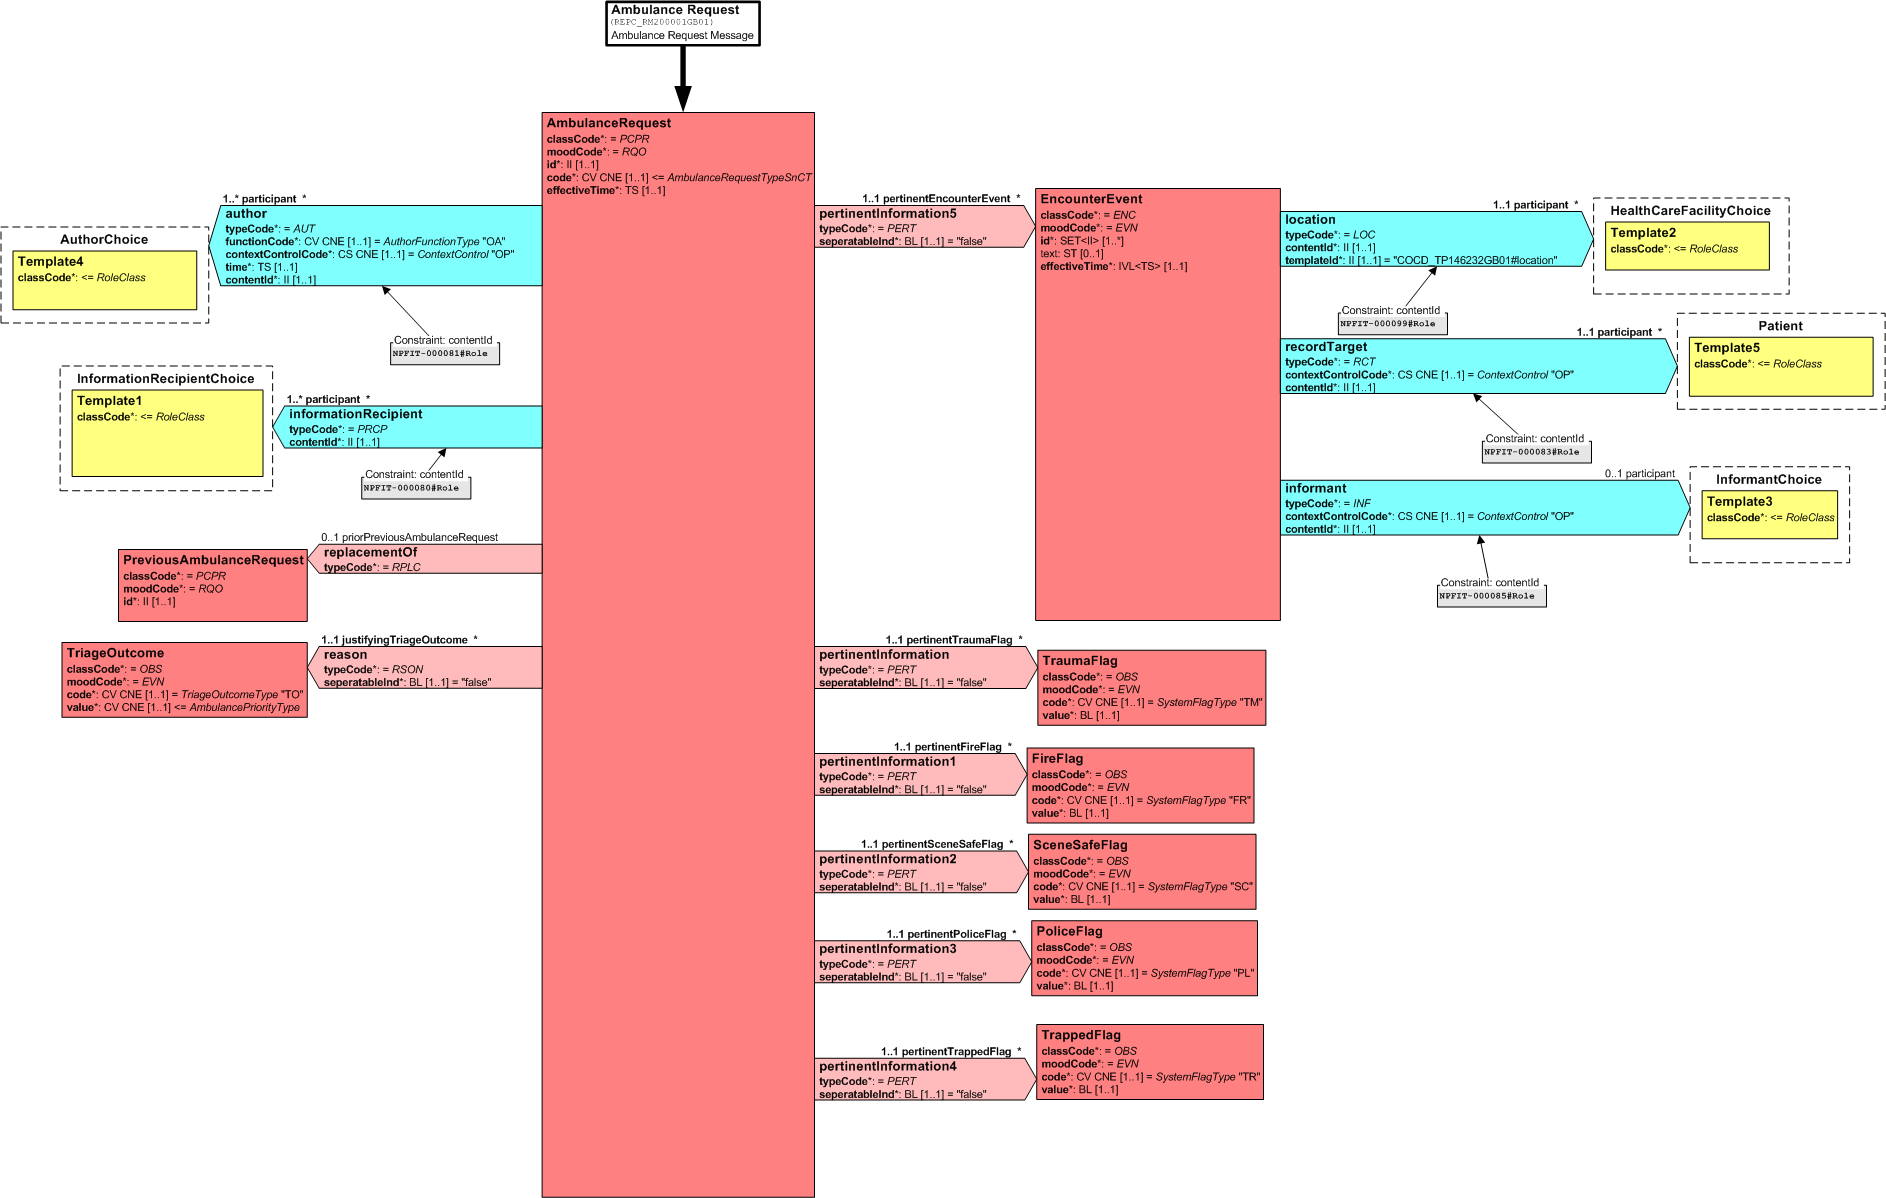 Ambulance Request
(REPC_RM200001GB01)
Ambulance Request Message
AmbulanceRequest
classCode*: = PCPR
moodCode*: = RQO
id*: II [1..1]
code*: CV CNE [1..1] <= AmbulanceRequestTypeSnCT
effectiveTime*: TS [1..1]
1..* participant *
author
typeCode*: = AUT
functionCode*: CV CNE [1..1] = AuthorFunctionType "OA"
contextControlCode*: CS CNE [1..1] = ContextControl "OP"
time*: TS [1..1]
contentId*: II [1..1]
AuthorChoice
Template4
classCode*: <= RoleClass
Constraint: contentId
NPFIT-000081#Role
InformationRecipientChoice
Template1
classCode*: <= RoleClass
1..* participant *
informationRecipient
typeCode*: = PRCP
contentId*: II [1..1]
Constraint: contentId
NPFIT-000080#Role
0..1 priorPreviousAmbulanceRequest
replacementOf
typeCode*: = RPLC
PreviousAmbulanceRequest
classCode*: = PCPR
moodCode*: = RQO
id*: II [1..1]
1..1 justifyingTriageOutcome *
reason
typeCode*: = RSON
seperatableInd*: BL [1..1] = "false"
TriageOutcome
classCode*: = OBS
moodCode*: = EVN
code*: CV CNE [1..1] = TriageOutcomeType "TO"
value*: CV CNE [1..1] <= AmbulancePriorityType
1..1 pertinentEncounterEvent *
pertinentInformation5
typeCode*: = PERT
seperatableInd*: BL [1..1] = "false"
EncounterEvent
classCode*: = ENC
moodCode*: = EVN
id*: SET<II> [1..*]
text: ST [0..1]
effectiveTime*: IVL<TS> [1..1]
1..1 participant *
location
typeCode*: = LOC
contentId*: II [1..1]
templateId*: II [1..1] = "COCD_TP146232GB01#location"
HealthCareFacilityChoice
Template2
classCode*: <= RoleClass
Constraint: contentId
NPFIT-000099#Role
1..1 participant *
recordTarget
typeCode*: = RCT
contextControlCode*: CS CNE [1..1] = ContextControl "OP"
contentId*: II [1..1]
Patient
Template5
classCode*: <= RoleClass
Constraint: contentId
NPFIT-000083#Role
0..1 participant
informant
typeCode*: = INF
contextControlCode*: CS CNE [1..1] = ContextControl "OP"
contentId*: II [1..1]
InformantChoice
Template3
classCode*: <= RoleClass
Constraint: contentId
NPFIT-000085#Role
1..1 pertinentTraumaFlag *
pertinentInformation
typeCode*: = PERT
seperatableInd*: BL [1..1] = "false"
TraumaFlag
classCode*: = OBS
moodCode*: = EVN
code*: CV CNE [1..1] = SystemFlagType "TM"
value*: BL [1..1]
1..1 pertinentFireFlag *
pertinentInformation1
typeCode*: = PERT
seperatableInd*: BL [1..1] = "false"
FireFlag
classCode*: = OBS
moodCode*: = EVN
code*: CV CNE [1..1] = SystemFlagType "FR"
value*: BL [1..1]
1..1 pertinentSceneSafeFlag *
pertinentInformation2
typeCode*: = PERT
seperatableInd*: BL [1..1] = "false"
SceneSafeFlag
classCode*: = OBS
moodCode*: = EVN
code*: CV CNE [1..1] = SystemFlagType "SC"
value*: BL [1..1]
1..1 pertinentPoliceFlag *
pertinentInformation3
typeCode*: = PERT
seperatableInd*: BL [1..1] = "false"
PoliceFlag
classCode*: = OBS
moodCode*: = EVN
code*: CV CNE [1..1] = SystemFlagType "PL"
value*: BL [1..1]
1..1 pertinentTrappedFlag *
pertinentInformation4
typeCode*: = PERT
seperatableInd*: BL [1..1] = "false"
TrappedFlag
classCode*: = OBS
moodCode*: = EVN
code*: CV CNE [1..1] = SystemFlagType "TR"
value*: BL [1..1]